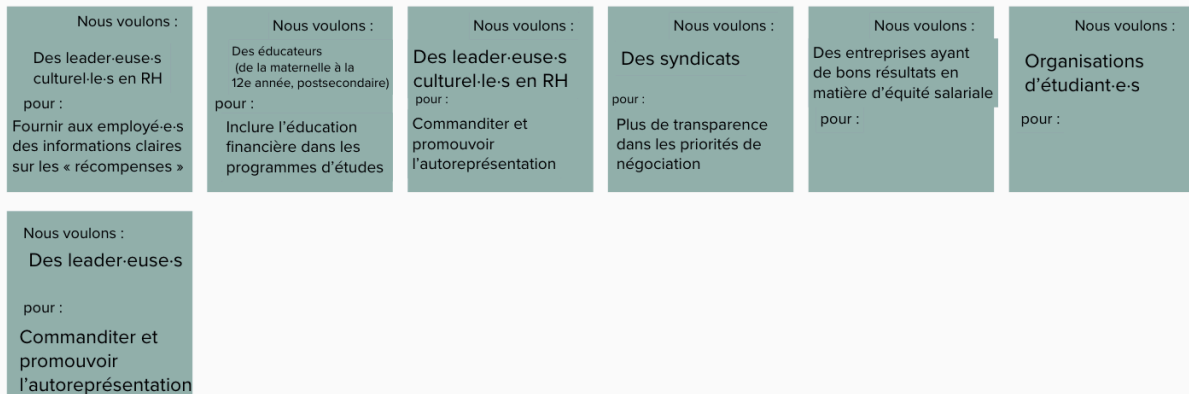 Nous voulons :
Des leader·euse·s
culturel·le·s en RH
pour :
Fournir aux employé·e·s
des informations claires
sur les « récompenses »
Nous voulons :
Des éducateurs
(de la maternelle à la
12e année, postsecondaire)
pour :
Inclure l'éducation
financière dans les
programmes d'études
Nous voulons :
Des leader·euse·s
culturel·le·s en RH
pour :
Commanditer et
promouvoir
l'autoreprésentation
Nous voulons :
Des syndicats
pour :
Plus de transparence
dans les priorités de
négociation
Nous voulons :
Des entreprises ayant
de bons résultats en
matière d'équité salariale
pour :
Nous voulons :
Organisations
d'étudiant·e·s
pour :
Nous voulons :
Des leader·euse·s
pour :
Commanditer et
promouvoir
l'autoreprésentation